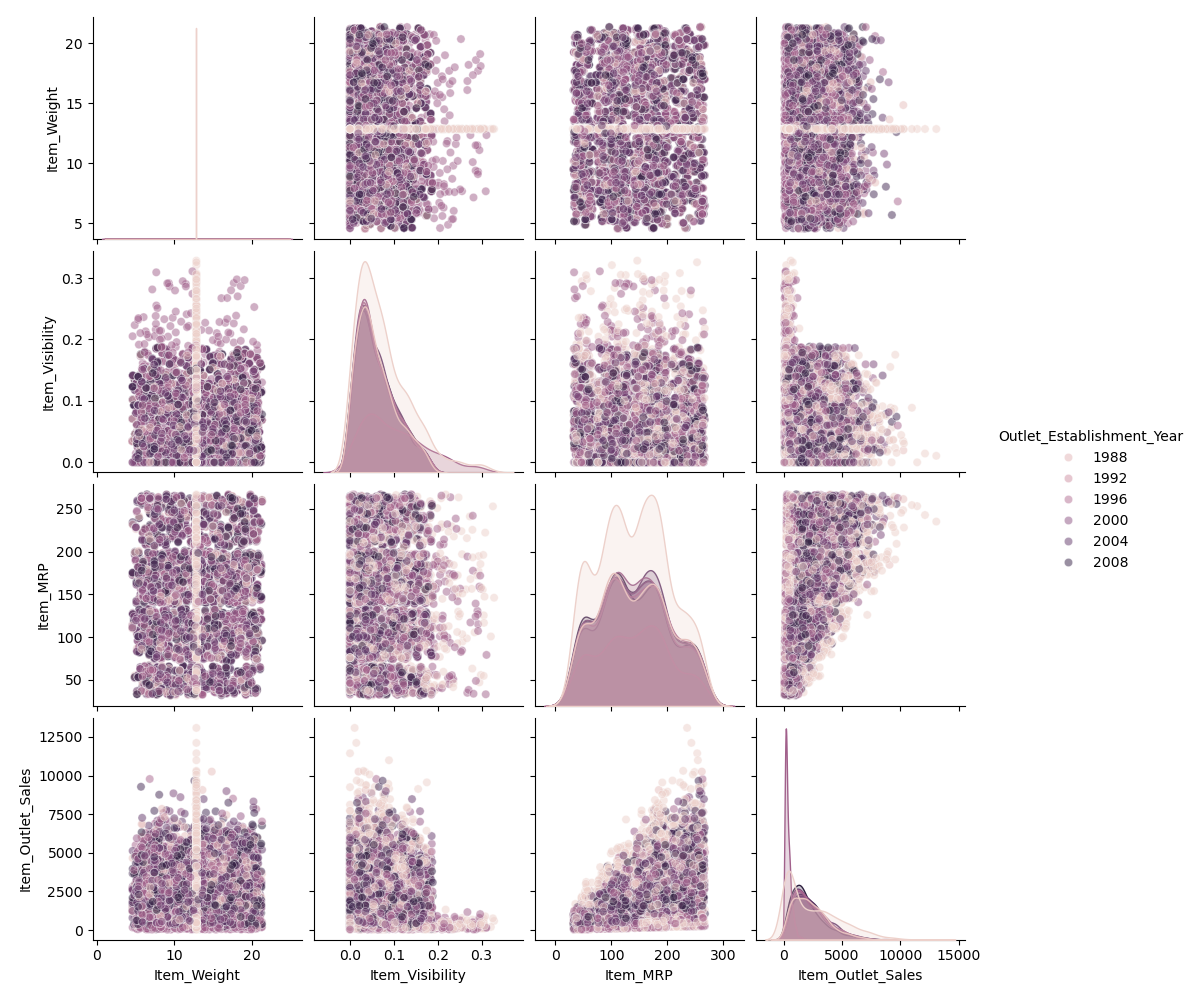 20
15
10
5
Item_Weight
0
10
20
0.3
0.2
0.1
0.0
Item_Visibility
Outlet_Establishment_Year
1988
1992
1996
2000
2004
2008
250
200
150
100
50
Item_MRP
12500
10000
7500
5000
2500
0
Item_Outlet_Sales
0 10 20
0.0 0.1 0.2 0.3
0 100 200 300
0 5000 10000 15000
Item_Weight
Item_Visibility
Item_MRP
Item_Outlet_Sales